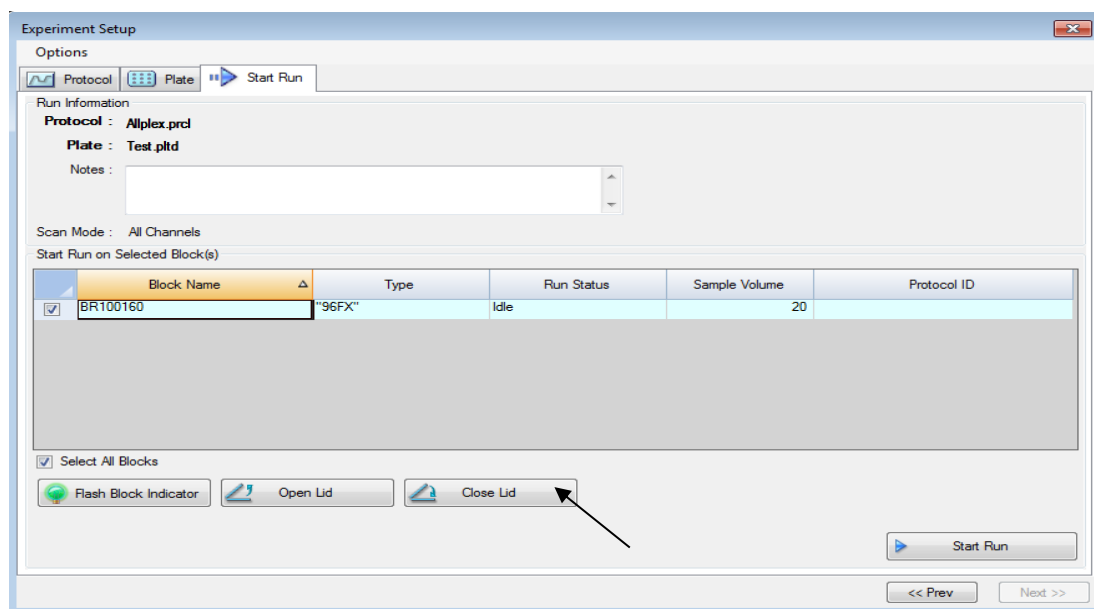 Experiment Setup
Options
Protocol Plate Start Run
Run Information
Protocol : Allplex.prcl
Plate : Test.pltd
Notes :
Scan Mode : All Channels
Start Run on Selected Block(s)
Block Name Type Run Status Sample Volume Protocol ID
BR100160 "96FX" Idle 20
Select All Blocks
Flash Block Indicator Open Lid Close Lid
Start Run
<< Prev Next >>